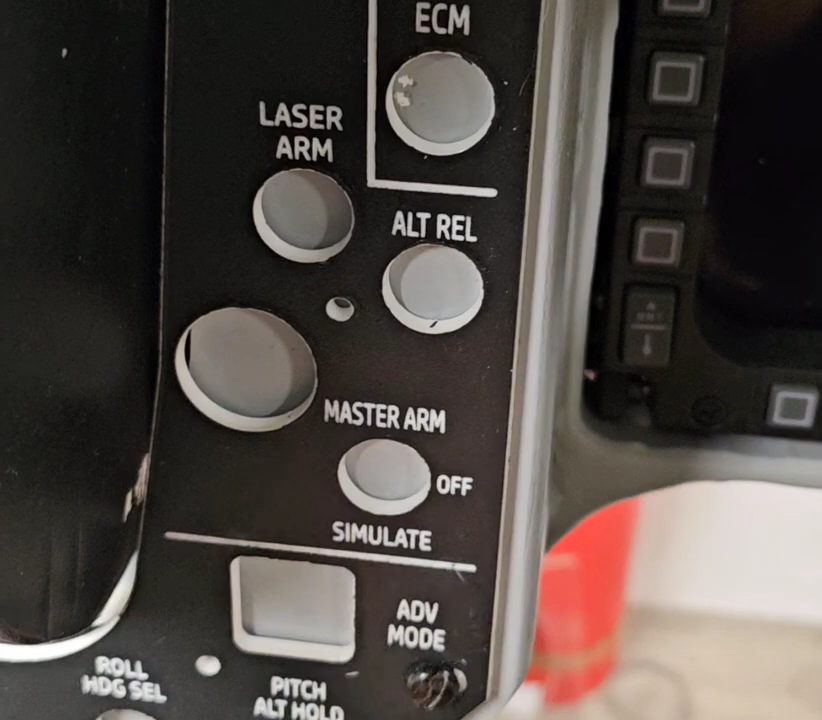 ECM
LASER
ARM
ALT REL
MASTER ARM
OFF
SIMULATE
ADV
MODE
ROLL
HDG SEL
PITCH
ALT HOLD